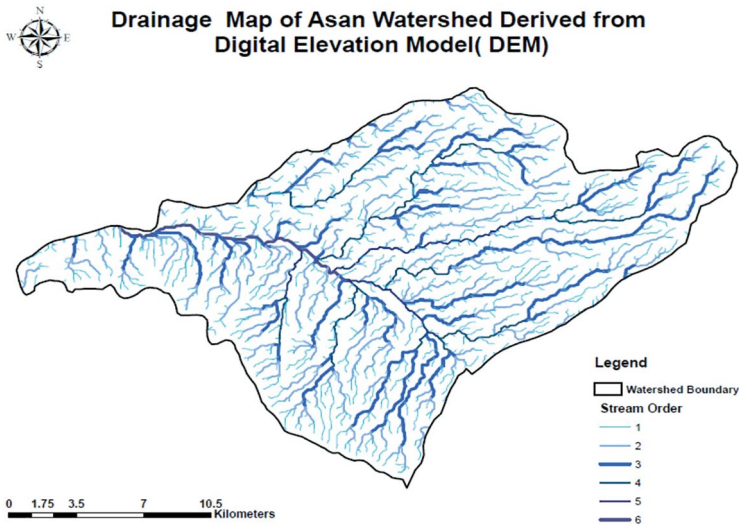 Drainage Map of Asan Watershed Derived from
Digital Elevation Model( DEM)
N
W E
S
Legend
Watershed Boundary
Stream Order
1
2
3
4
5
6
0 1.75 3.5 7 10.5
Kilometers